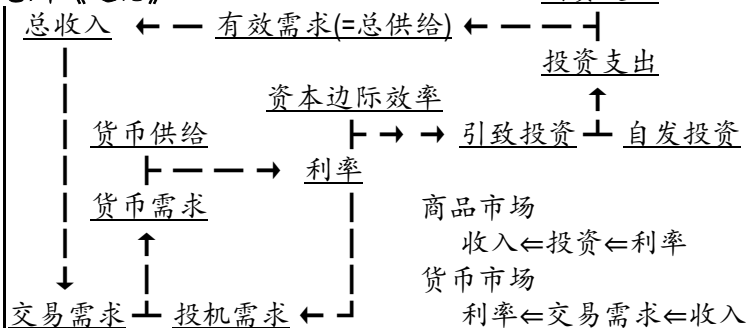 总收入 ← — 有效需求(=总供给) ← — — ┤
投资支出
资本边际效率
货币供给 ├ → → 引致投资 ┴ 自发投资
├ — — → 利率
货币需求 商品市场
收入⇐投资⇐利率
货币市场
交易需求 ┴ 投机需求 ← ┘ 利率⇐交易需求⇐收入